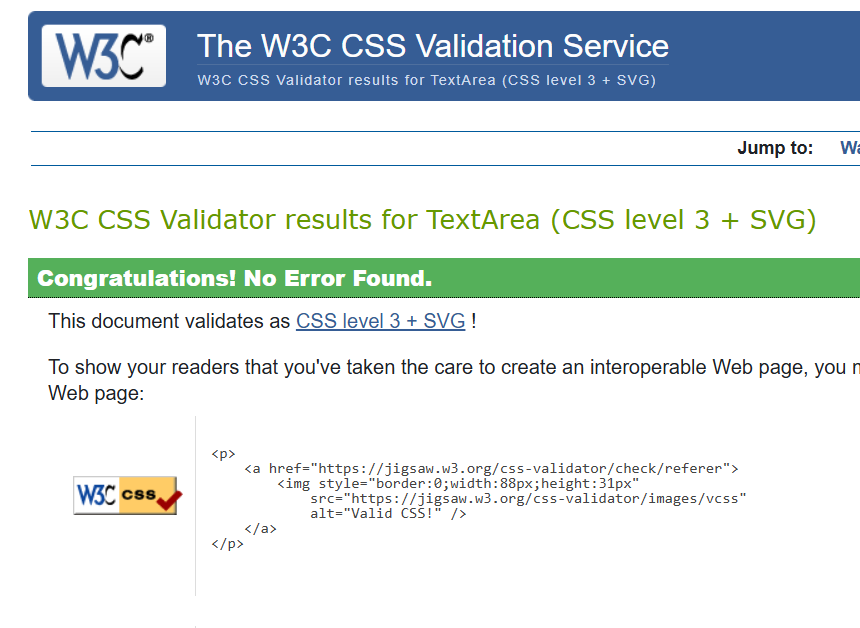 W3C®
The W3C CSS Validation Service
W3C CSS Validator results for TextArea (CSS level 3 + SVG)
Jump to:
W3C CSS Validator results for TextArea (CSS level 3 + SVG)
Congratulations! No Error Found.
This document validates as CSS level 3 + SVG !
To show your readers that you've taken the care to create an interoperable Web page, you
Web page:
W3C css
<p>
    <a href="https://jigsaw.w3.org/css-validator/check/referer">
        <img style="border:0;width:88px;height:31px"
            src="https://jigsaw.w3.org/css-validator/images/vcss"
            alt="Valid CSS!" />
    </a>
</p>